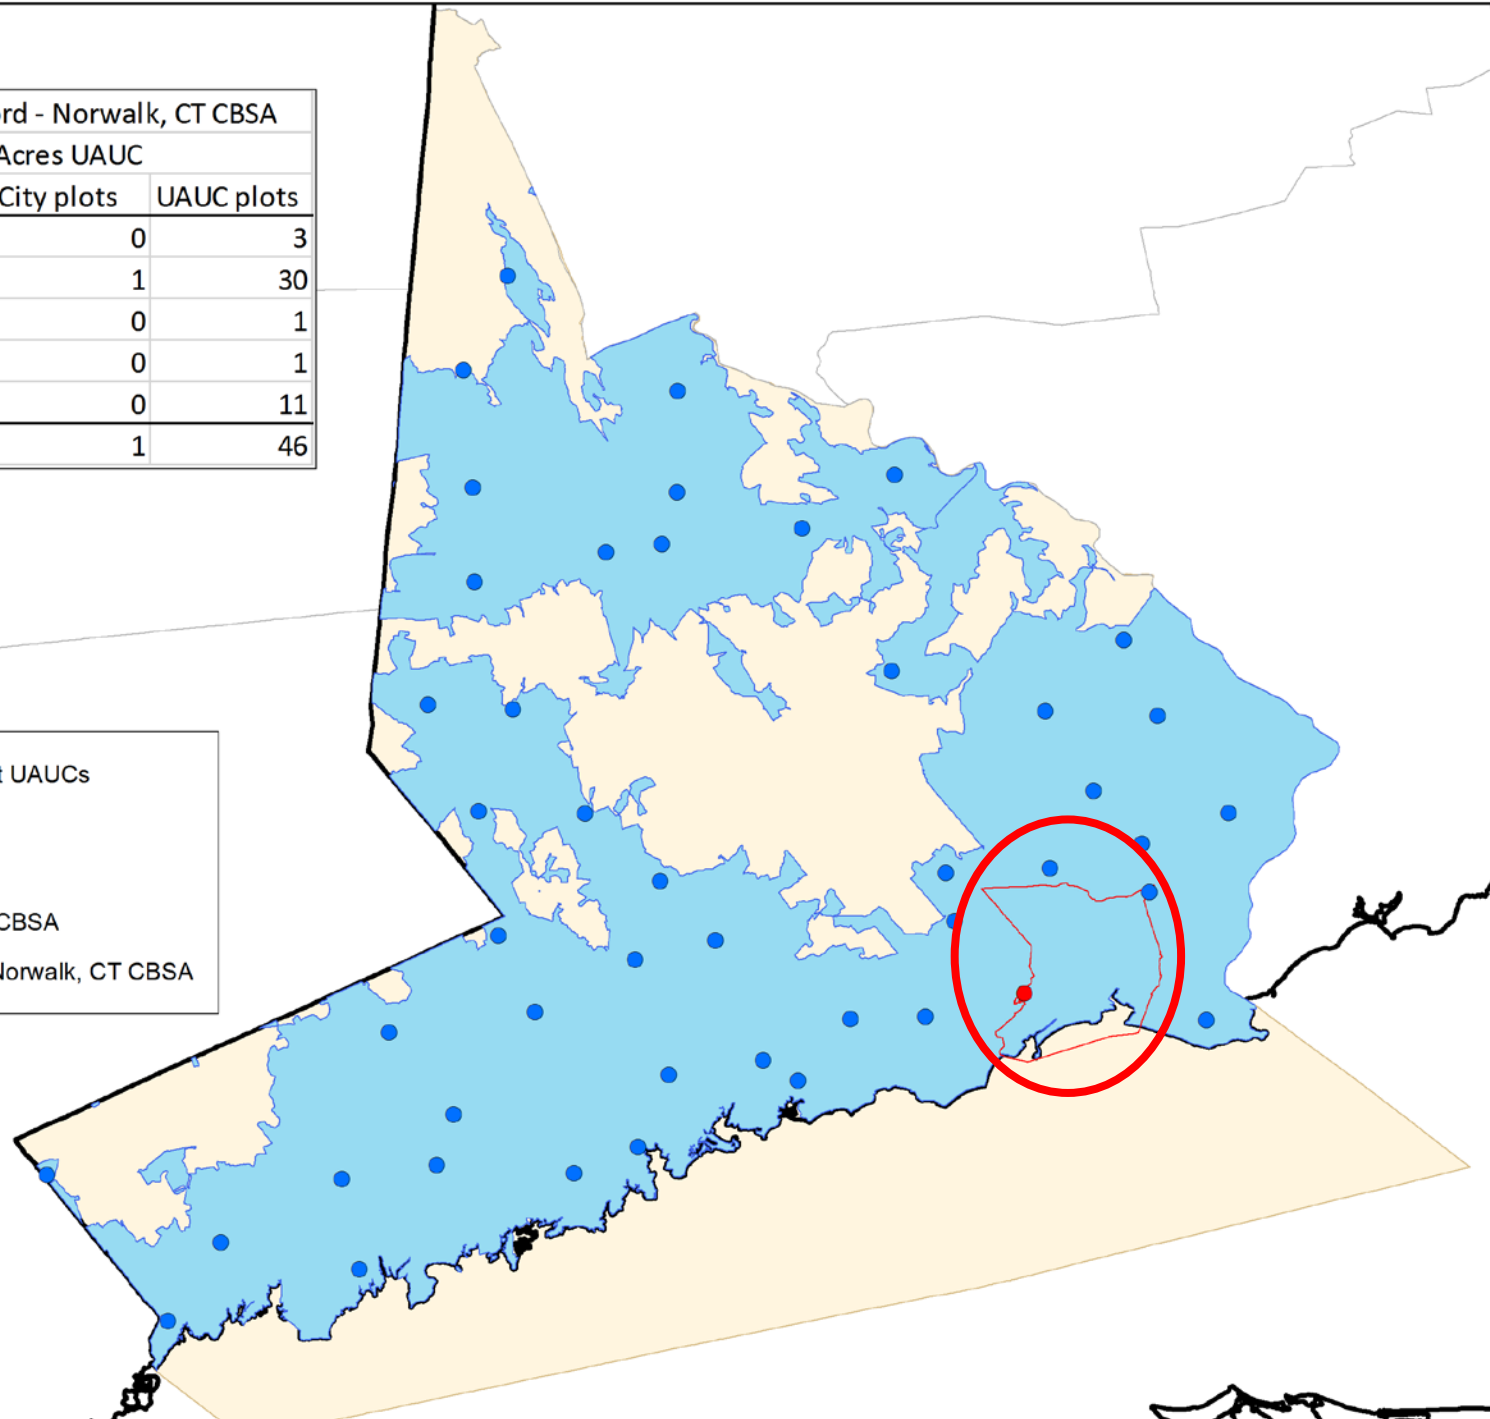 rd - Norwalk, CT CBSA
Acres UAUC
City plots UAUC plots
0 3
1 30
0 1
0 1
0 11
1 46
t UAUCs
CBSA
Norwalk, CT CBSA